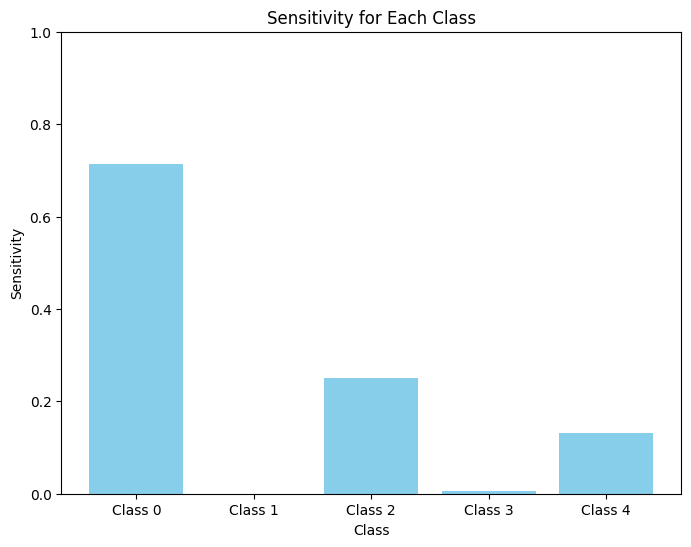 Sensitivity for Each Class
1.0
0.8
0.6
0.4
0.2
0.0
Sensitivity
Class 0
Class 1
Class 2
Class 3
Class 4
Class